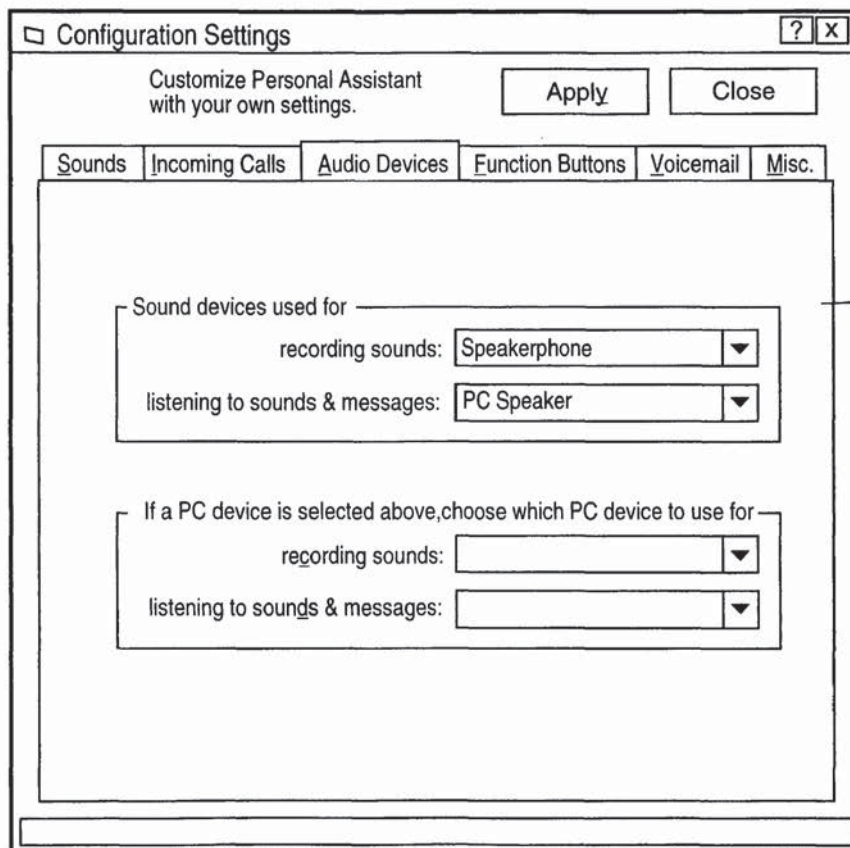 Configuration Settings ? X
Customize Personal Assistant
with your own settings.
Apply Close
Sounds Incoming Calls Audio Devices Function Buttons Voicemail Misc.
Sound devices used for
recording sounds: Speakerphone
listening to sounds & messages: PC Speaker
If a PC device is selected above,choose which PC device to use for
recording sounds:
listening to sounds & messages: